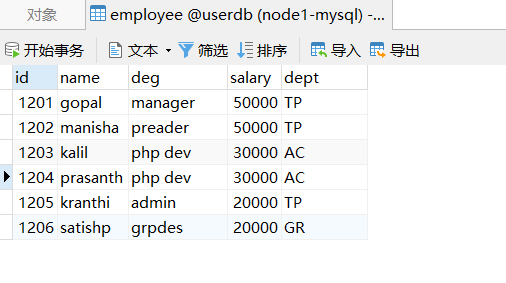 对象 employee @userdb (node1-mysql) -...
开始事务 文本 筛选 排序 导入 导出
id name deg salary dept
1201 gopal manager 50000 TP
1202 manisha preader 50000 TP
1203 kalil php dev 30000 AC
1204 prasanth php dev 30000 AC
1205 kranthi admin 20000 TP
1206 satishp grpdes 20000 GR